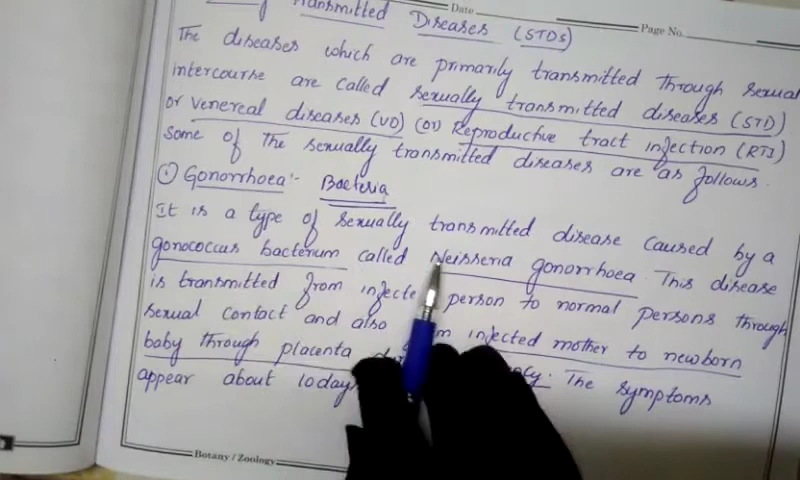 Date
Page No.
Transmitted Diseases (STDs)
The diseases which are primarily transmitted through sexual
intercourse are called sexually transmitted diseases (STD)
or venereal diseases (VD) (or) Reproductive tract injection (RTI)
Some of the sexually transmitted diseases are as follows.
① Gonorrhoea:- Bacteria
It is a type of sexually transmitted disease caused by a
gonococcus bacterium called Neisseria gonorrhoea. This disease
is transmitted from infected person to normal persons through
sexual contact and also injected mother to newborn
baby through placenta The symptoms
appear about 10days
Botany / Zoology